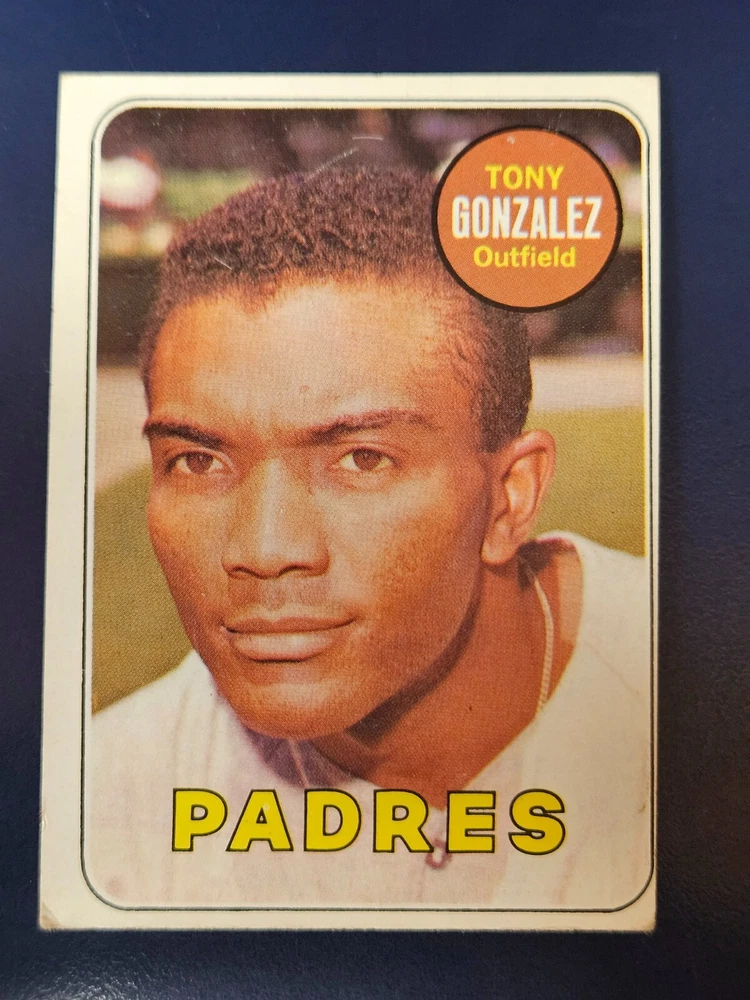 TONY
GONZALEZ
Outfield
PADRES